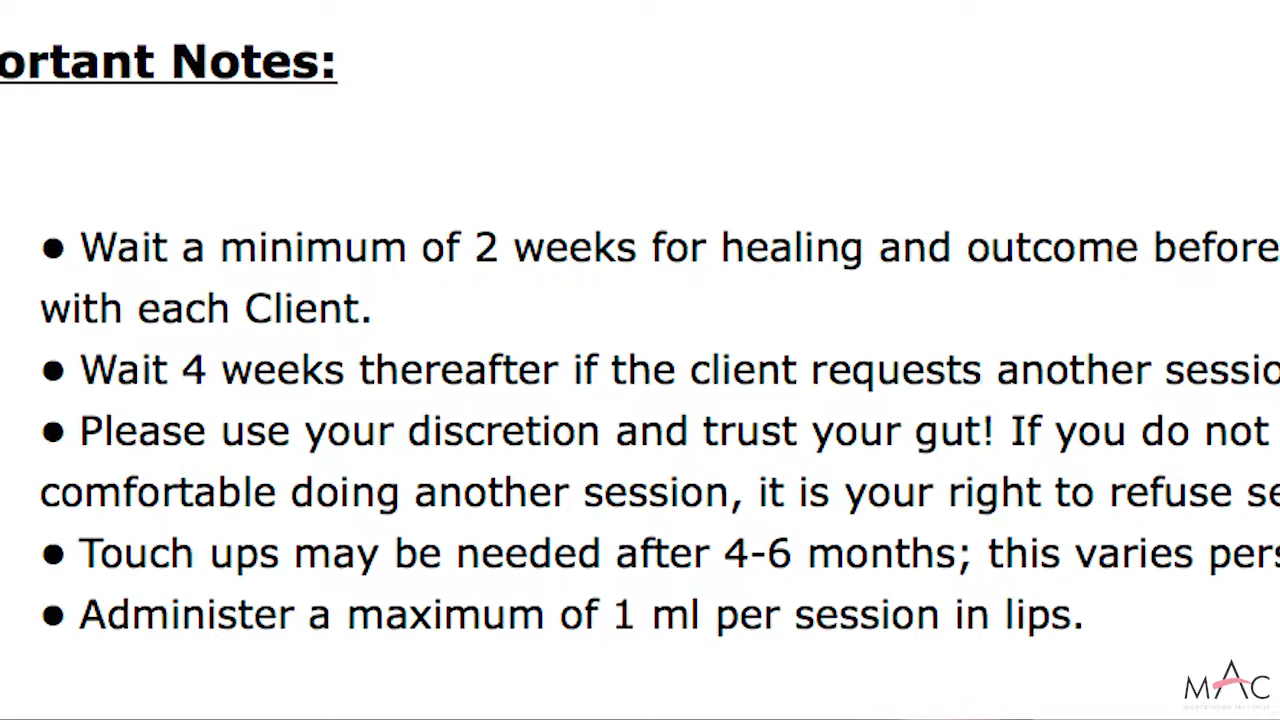 ortant Notes:
● Wait a minimum of 2 weeks for healing and outcome before
with each Client.
● Wait 4 weeks thereafter if the client requests another sessio
● Please use your discretion and trust your gut! If you do not
comfortable doing another session, it is your right to refuse se
● Touch ups may be needed after 4-6 months; this varies pers
● Administer a maximum of 1 ml per session in lips.
MAC